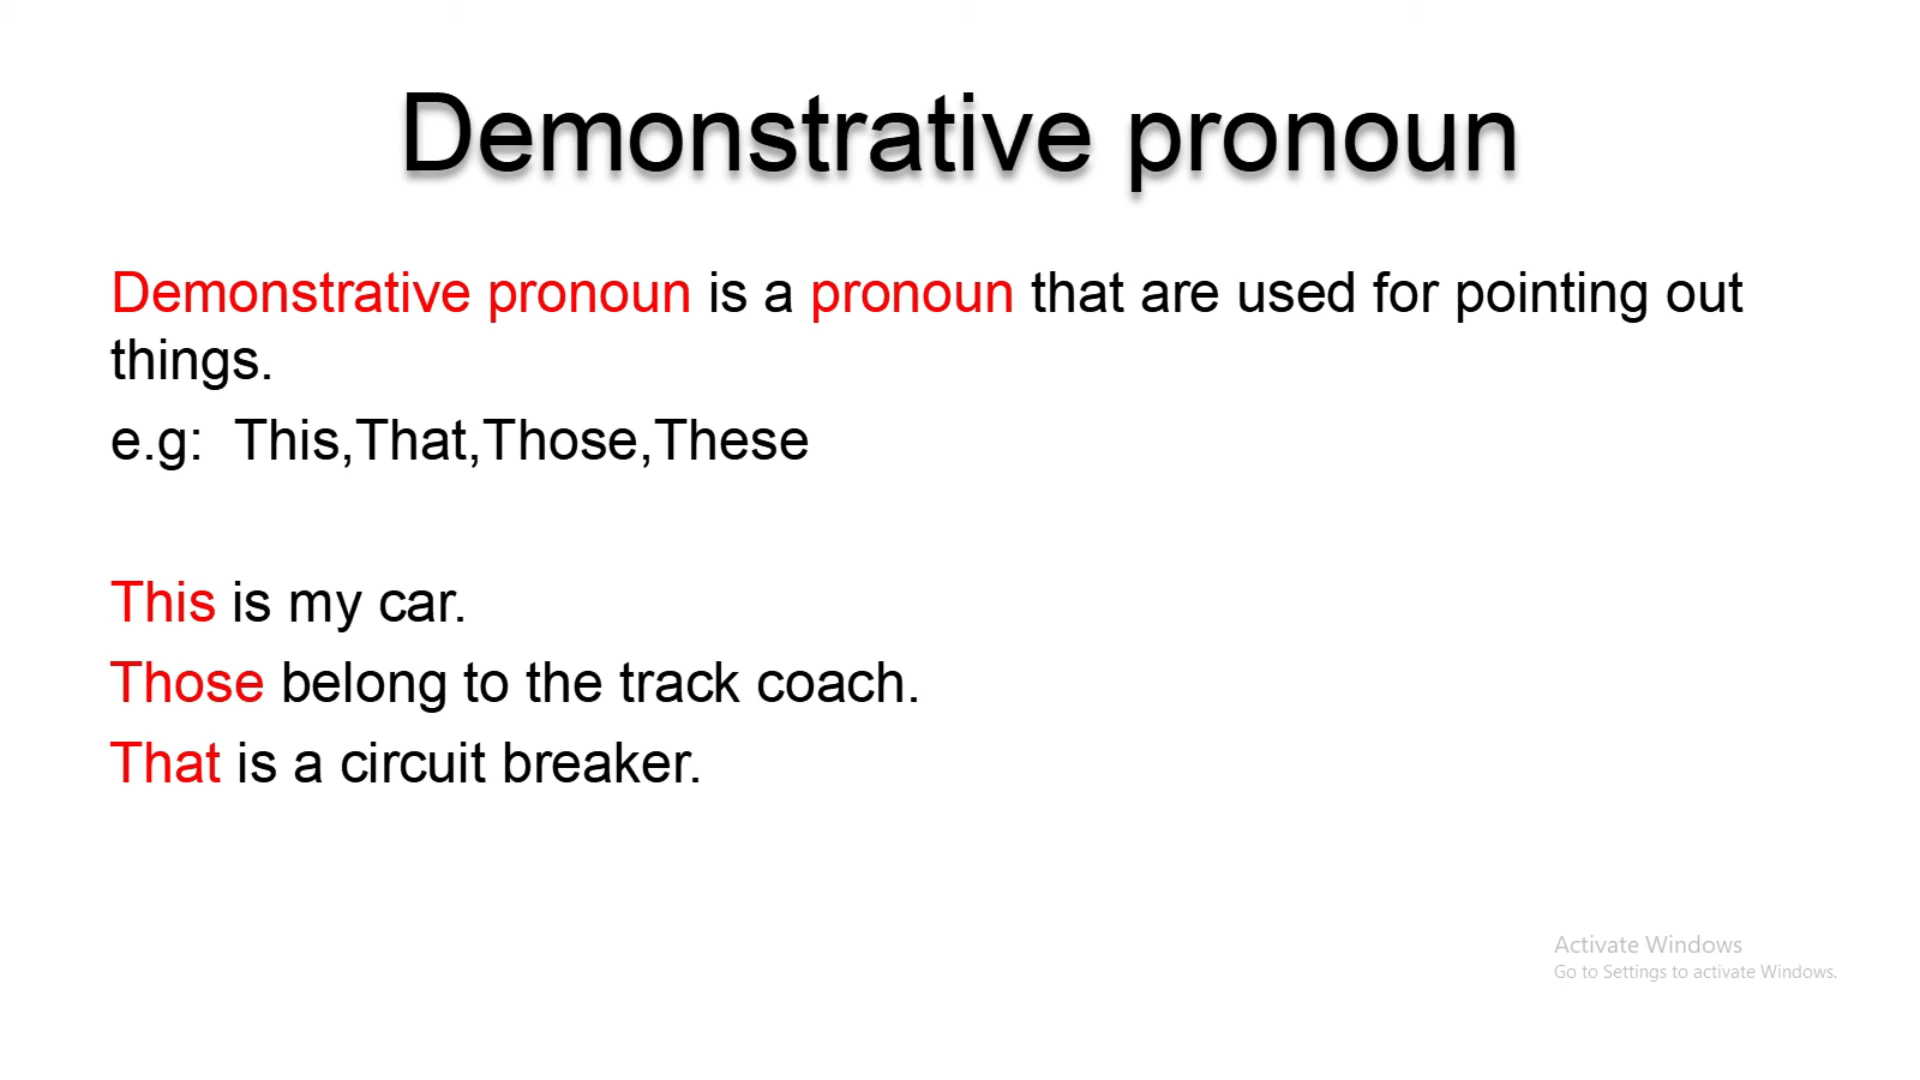 Demonstrative pronoun
Demonstrative pronoun is a pronoun that are used for pointing out
things.
e.g:  This,That,Those,These
This is my car.
Those belong to the track coach.
That is a circuit breaker.
Activate Windows
Go to Settings to activate Windows.